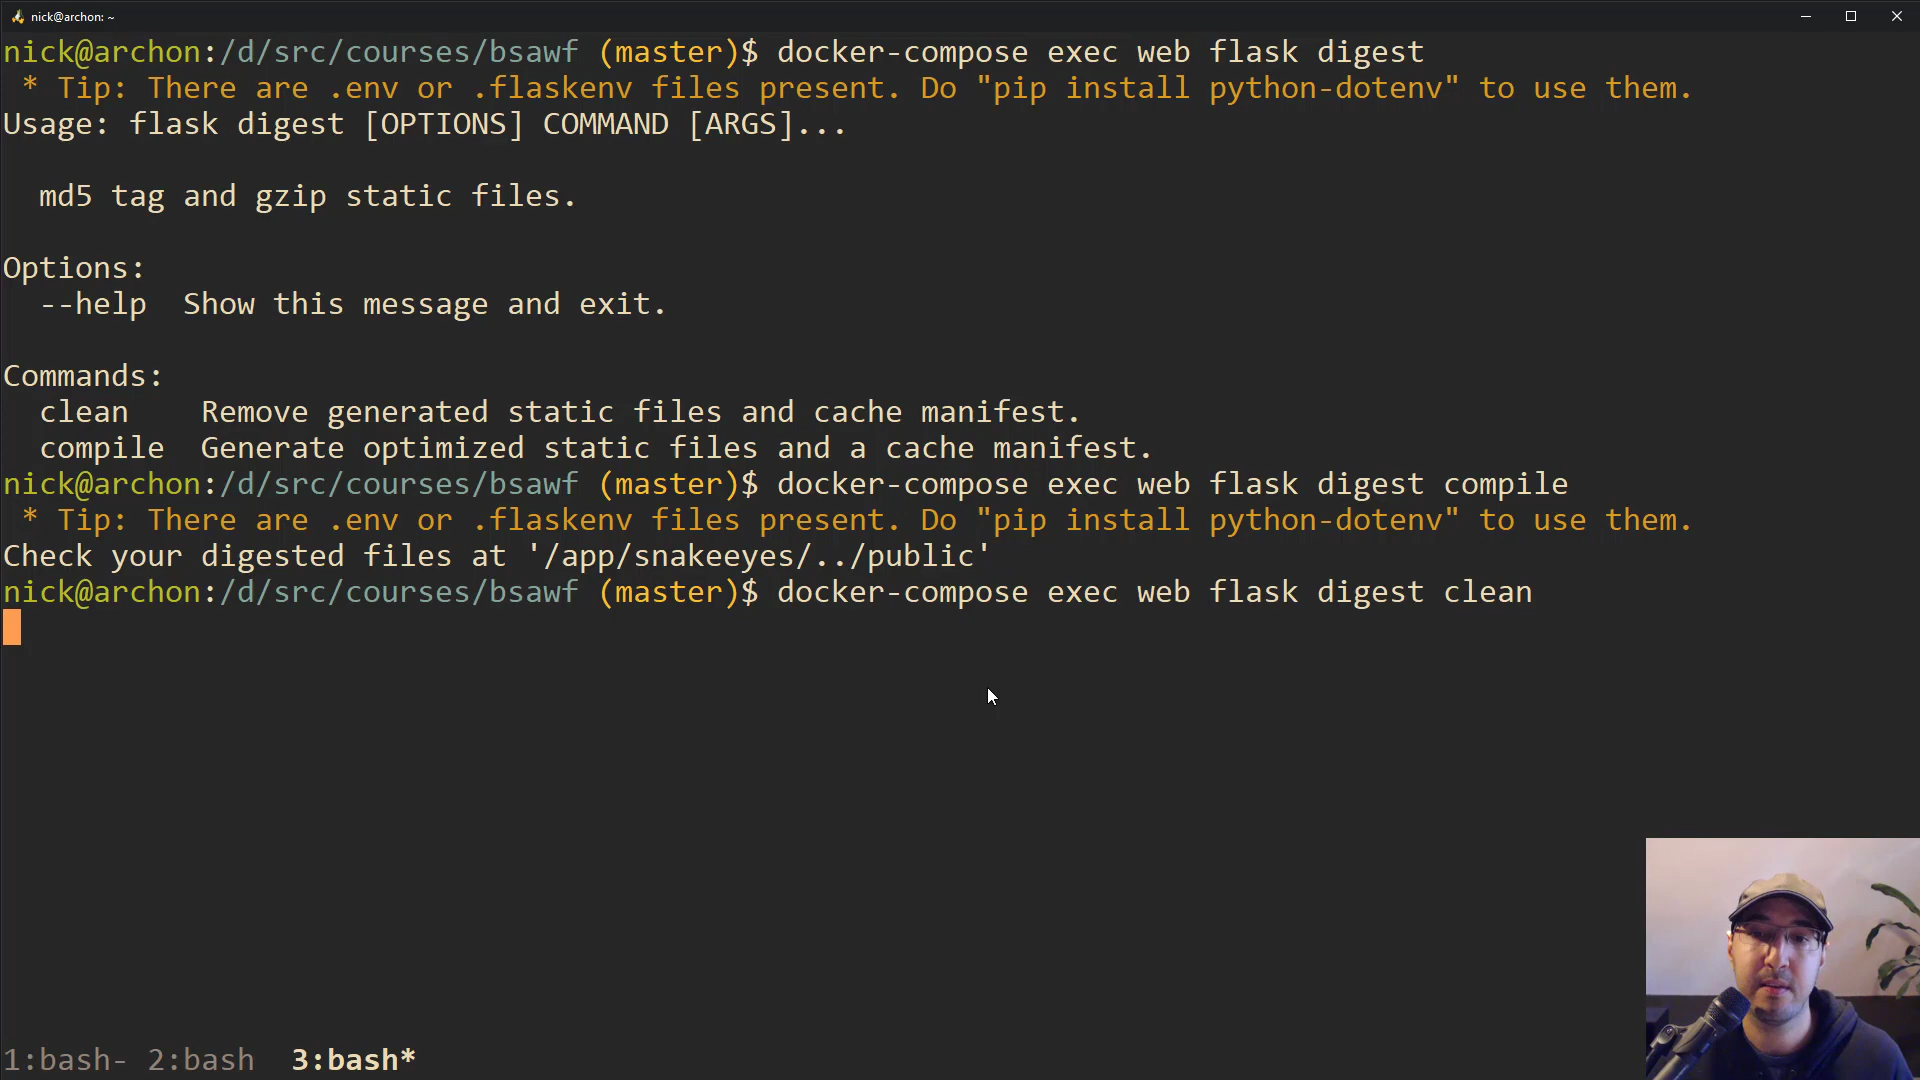 nick@archon: ~
nick@archon:/d/src/courses/bsawf (master)$ docker-compose exec web flask digest
 * Tip: There are .env or .flaskenv files present. Do "pip install python-dotenv" to use them.
Usage: flask digest [OPTIONS] COMMAND [ARGS]...
  md5 tag and gzip static files.
Options:
  --help  Show this message and exit.
Commands:
  clean    Remove generated static files and cache manifest.
  compile  Generate optimized static files and a cache manifest.
nick@archon:/d/src/courses/bsawf (master)$ docker-compose exec web flask digest compile
 * Tip: There are .env or .flaskenv files present. Do "pip install python-dotenv" to use them.
Check your digested files at '/app/snakeeyes/../public'
nick@archon:/d/src/courses/bsawf (master)$ docker-compose exec web flask digest clean
1:bash- 2:bash  3:bash*